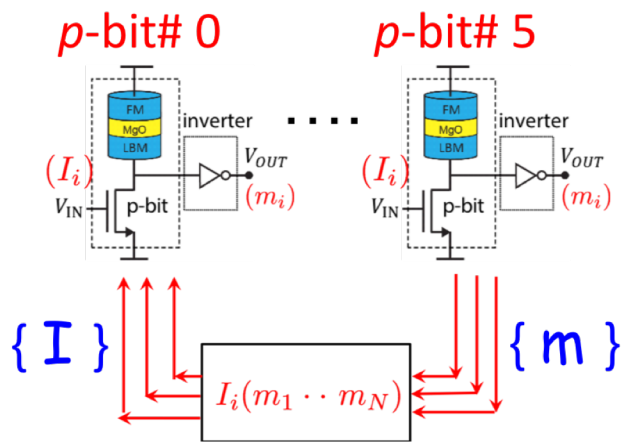 p-bit# 0
p-bit# 5
FM
MgO
LBM
inverter
(I_i)
V_OUT
(m_i)
V_IN
p-bit
. . . .
FM
MgO
LBM
inverter
(I_i)
V_OUT
(m_i)
V_IN
p-bit
{ I }
I_i(m_1 · · m_N)
{ m }